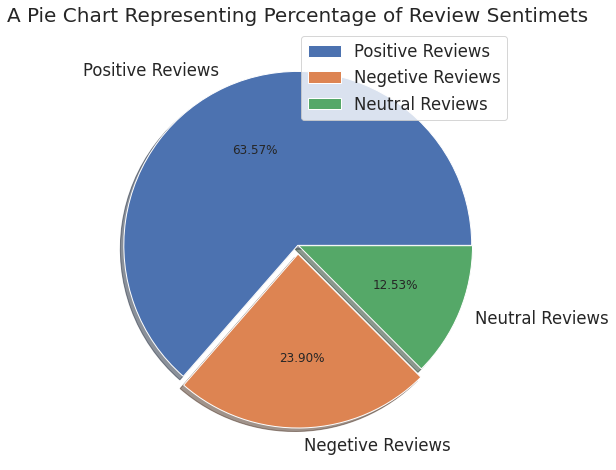 A Pie Chart Representing Percentage of Review Sentimets
Positive Reviews
Negetive Reviews
Neutral Reviews
Positive Reviews
63.57%
12.53%
Neutral Reviews
23.90%
Negetive Reviews